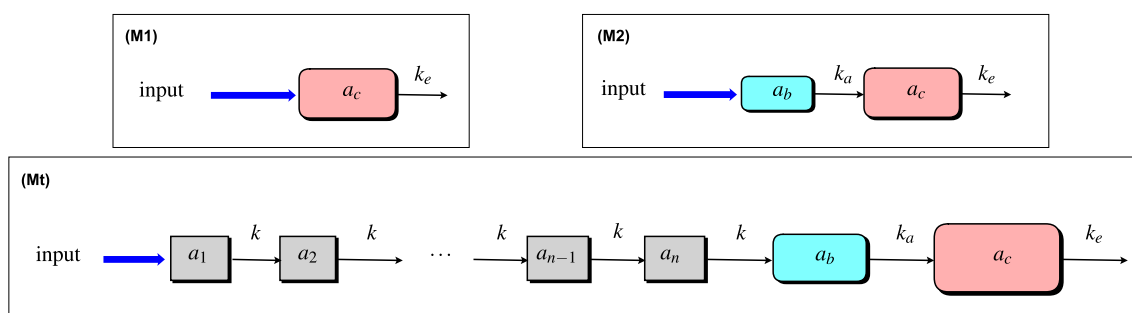 (M1)
input
a_c
k_e
(M2)
input
a_b
k_a
a_c
k_e
(Mt)
input
a_1
k
a_2
k
⋯
k
a_{n−1}
k
a_n
k
a_b
k_a
a_c
k_e